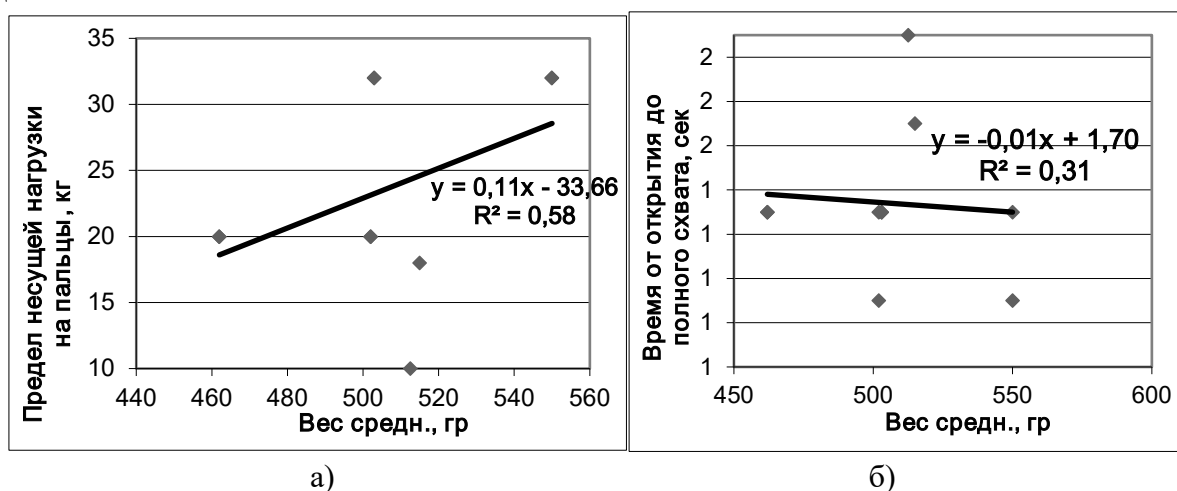 Предел несущей нагрузки
на пальцы, кг
35
30
25
20
15
10
440 460 480 500 520 540 560
Вес средн., гр
y = 0,11x - 33,66
R² = 0,58
а)
Время от открытия до
полного схвата, сек
2
2
2
1
1
1
1
1
450 500 550 600
Вес средн., гр
y = -0,01x + 1,70
R² = 0,31
б)